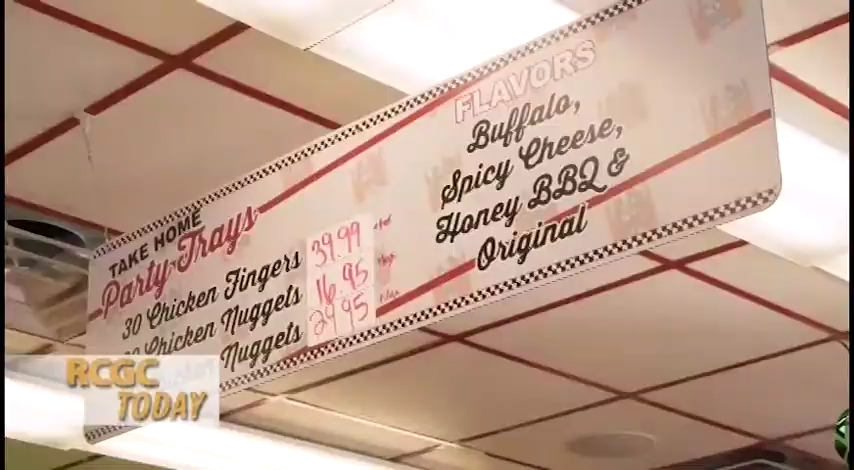 TAKE HOME
Party Trays
30 Chicken Fingers 39.99
Chicken Nuggets 16.95
Nuggets 29.95
FLAVORS
Buffalo,
Spicy Cheese,
Honey BBQ &
Original
RCGC
TODAY